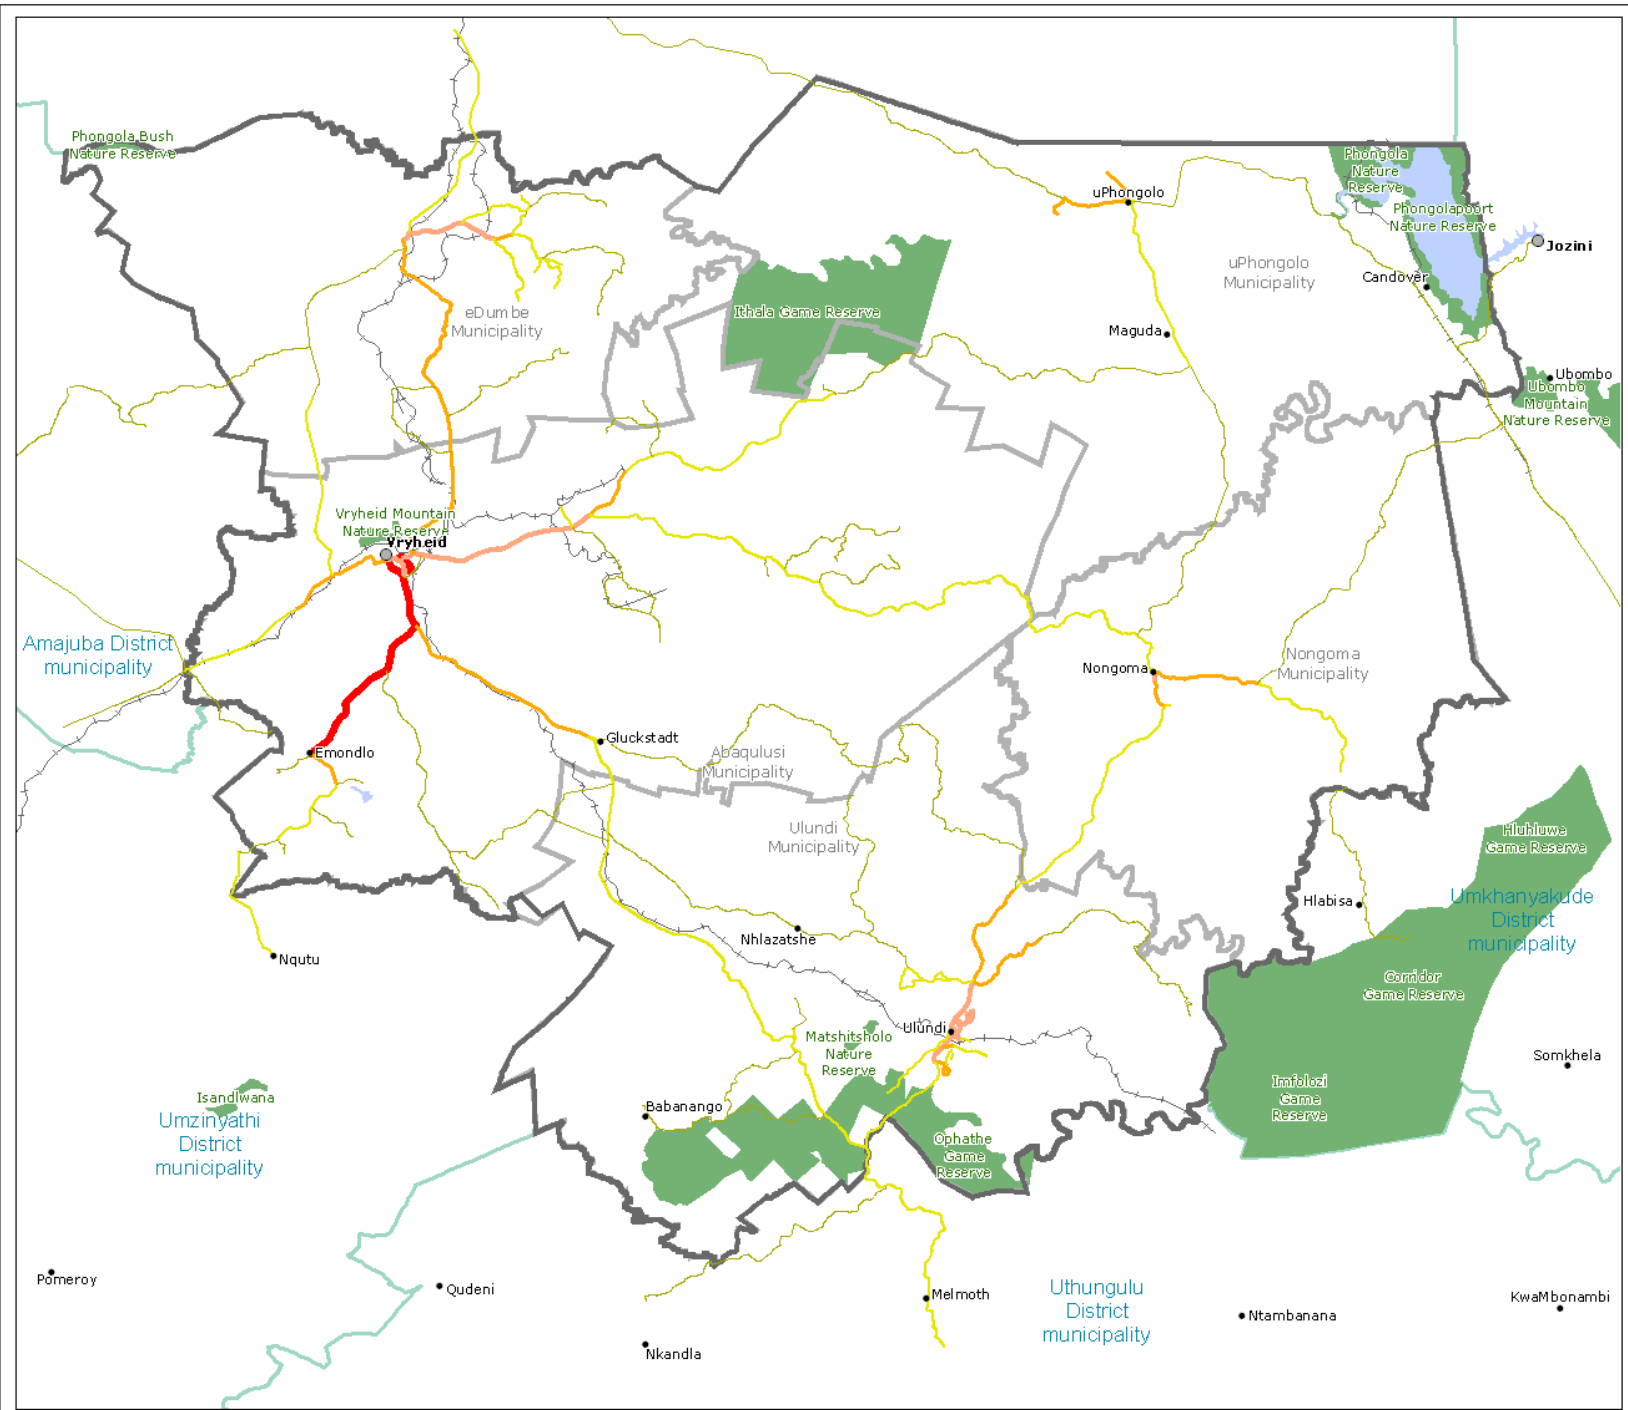 Phongola Bush
Nature Reserve
Phongola
Nature
Reserve
uPhongolo
Phongolapoort
Nature Reserve
Jozini
uPhongolo
Municipality
Candover
eDumbe
Municipality
Ithala Game Reserve
Maguda
Ubombo
Ubombo
Mountain
Nature Reserve
Vryheid Mountain
Nature Reserve
Vryheid
Amajuba District
municipality
Nongoma
Nongoma
Municipality
Emondlo
Gluckstadt
Abaqulusi
Municipality
Ulundi
Municipality
Hluhluwe
Game Reserve
Hlabisa
Umkhanyakude
District
municipality
Nhlazatshe
Nqutu
Corridor
Game Reserve
Ulundi
Matshitsholo
Nature
Reserve
Somkhela
Isandlwana
Imfolozi
Game
Reserve
Babanango
Umzinyathi
District
municipality
Ophathe
Game
Reserve
Pomeroy
Qudeni
Melmoth
Uthungulu
District
municipality
KwaMbonambi
Ntambanana
Nkandla